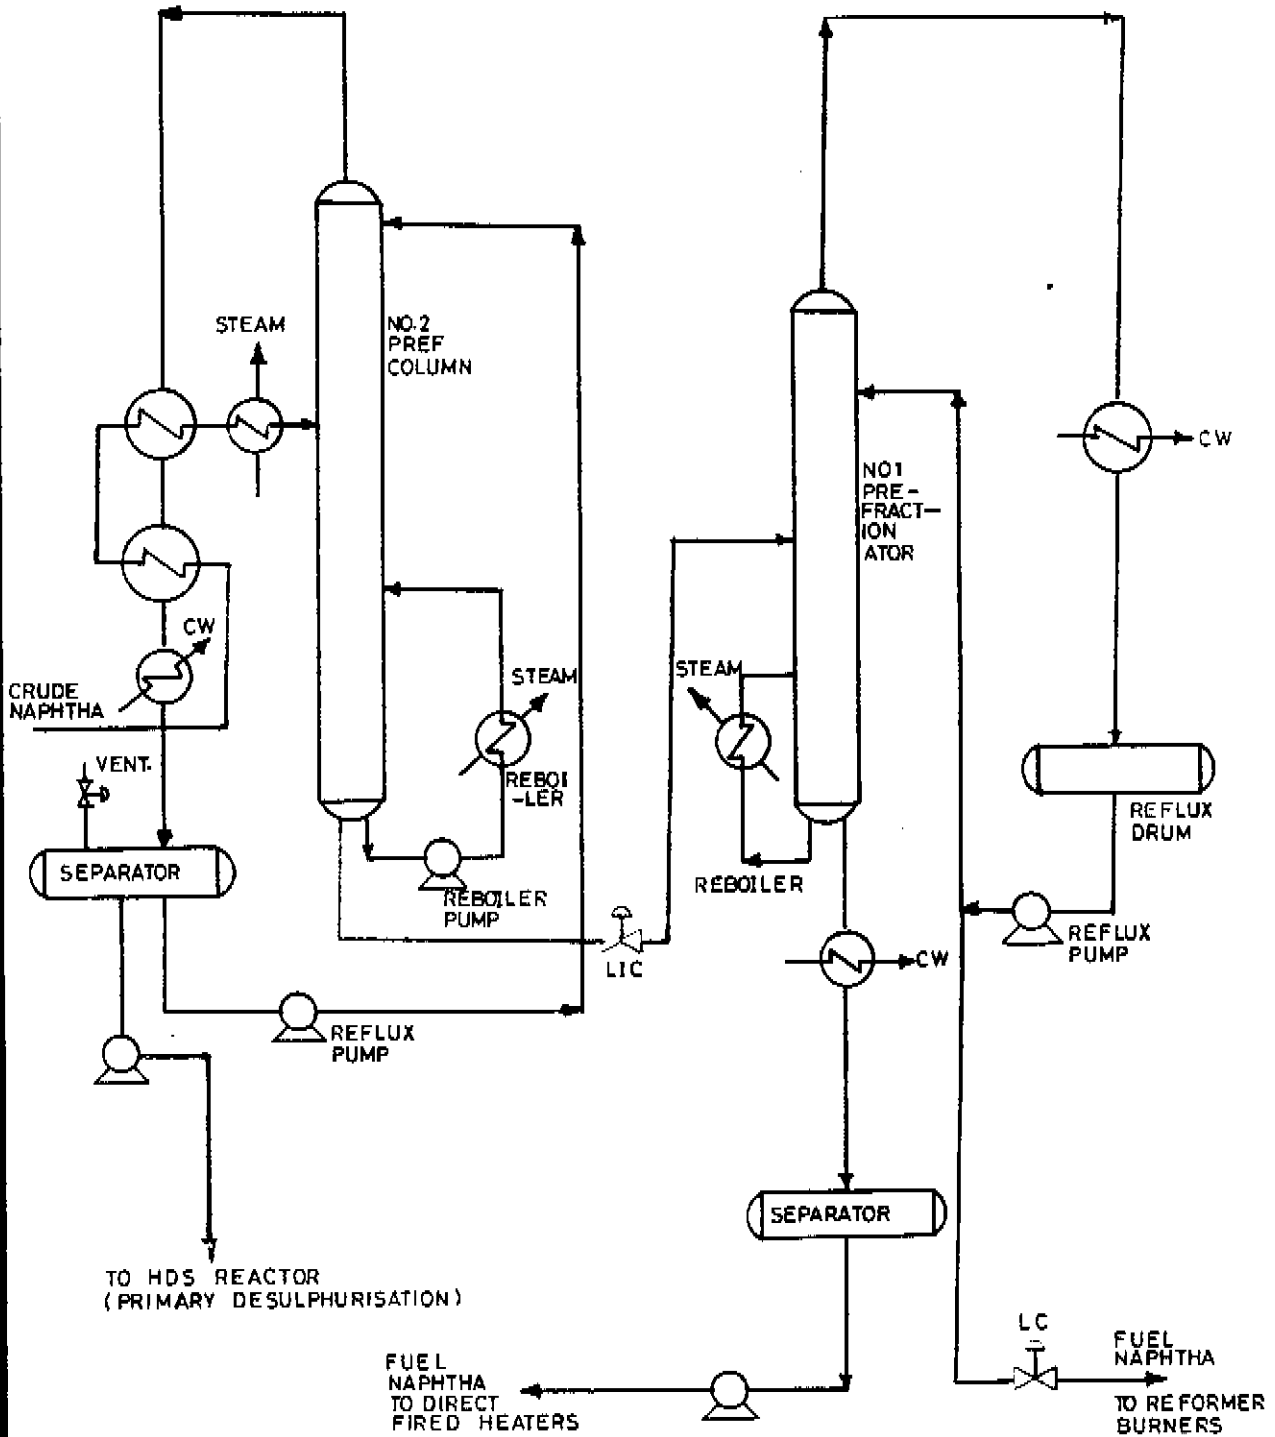 STEAM
NO.2
PREF
COLUMN
CW
NO1
PRE-
FRACT-
ION
ATOR
CW
CRUDE
NAPHTHA
STEAM
STEAM
VENT.
REBOI
-LER
REFLUX
DRUM
SEPARATOR
REBOILER
PUMP
REBOILER
LIC
CW
REFLUX
PUMP
REFLUX
PUMP
SEPARATOR
TO HDS REACTOR
(PRIMARY DESULPHURISATION)
LC
FUEL
NAPHTHA
TO REFORMER
BURNERS
FUEL
NAPHTHA
TO DIRECT
FIRED HEATERS